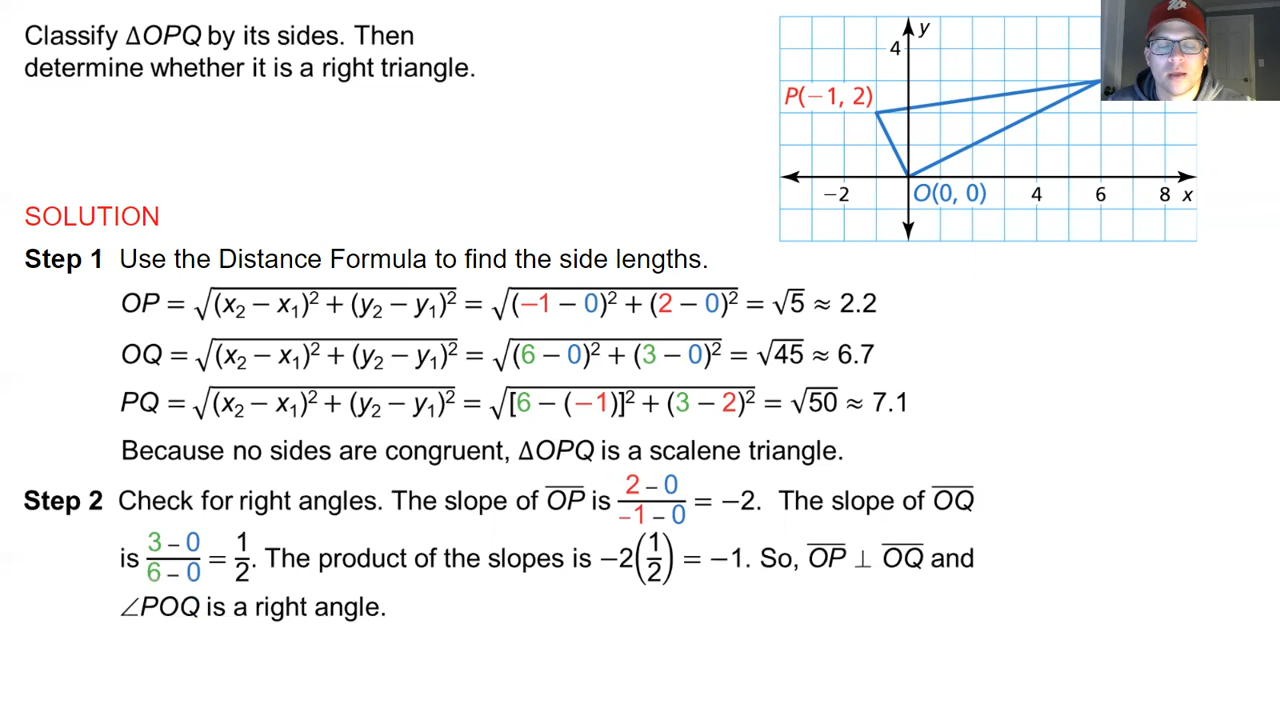 Classify ΔOPQ by its sides. Then
determine whether it is a right triangle.
y
4
P(−1, 2)
−2
O(0, 0)
4
6
8
x
SOLUTION
Step 1 Use the Distance Formula to find the side lengths.
OP = √((x₂ − x₁)² + (y₂ − y₁)²) = √((−1 − 0)² + (2 − 0)²) = √5 ≈ 2.2
OQ = √((x₂ − x₁)² + (y₂ − y₁)²) = √((6 − 0)² + (3 − 0)²) = √45 ≈ 6.7
PQ = √((x₂ − x₁)² + (y₂ − y₁)²) = √([6 − (−1)]² + (3 − 2)²) = √50 ≈ 7.1
Because no sides are congruent, ΔOPQ is a scalene triangle.
Step 2 Check for right angles. The slope of O̅P̅ is (2 − 0)/(−1 − 0) = −2. The slope of O̅Q̅
is (3 − 0)/(6 − 0) = 1/2. The product of the slopes is −2(1/2) = −1. So, O̅P̅ ⊥ O̅Q̅ and
∠POQ is a right angle.